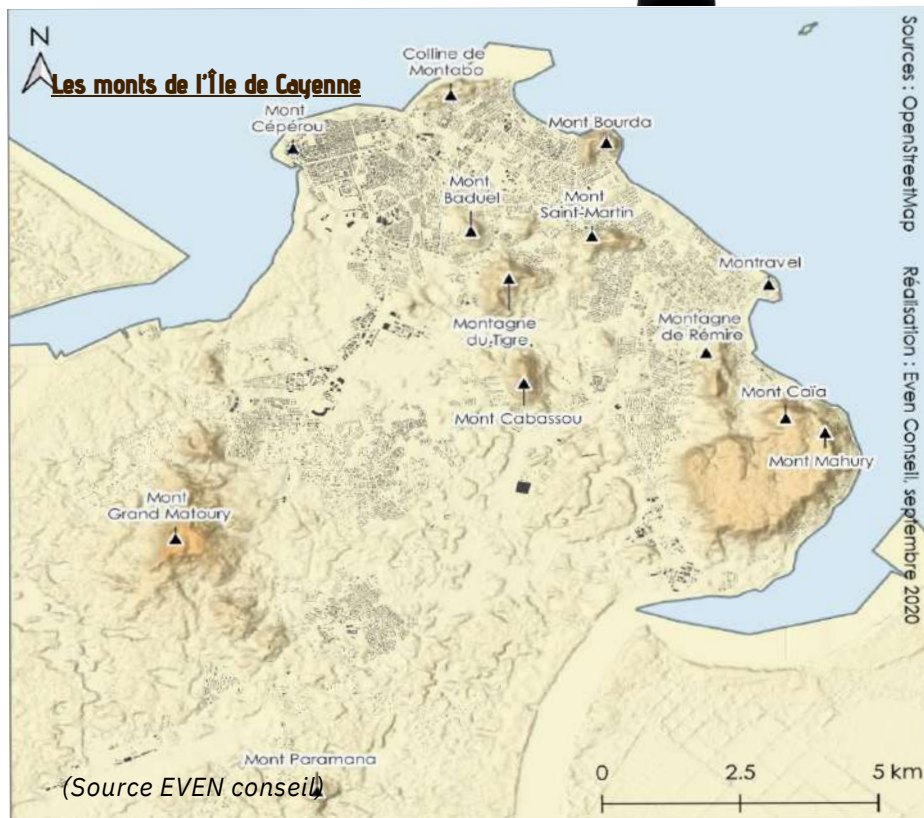 N
Les monts de l'Île de Cayenne
Colline de
Montabo
Mont
Cépérou
Mont Bourda
Mont
Baduel
Mont
Saint-Martin
Montravel
Montagne
du Tigre
Montagne
de Rémire
Mont Caïa
Mont Cabassou
Mont Mahury
Mont
Grand Matoury
Mont Paramana
(Source EVEN conseil)
0 2.5 5 km
Sources : OpenStreetMap Réalisation : Even Conseil, septembre 2020